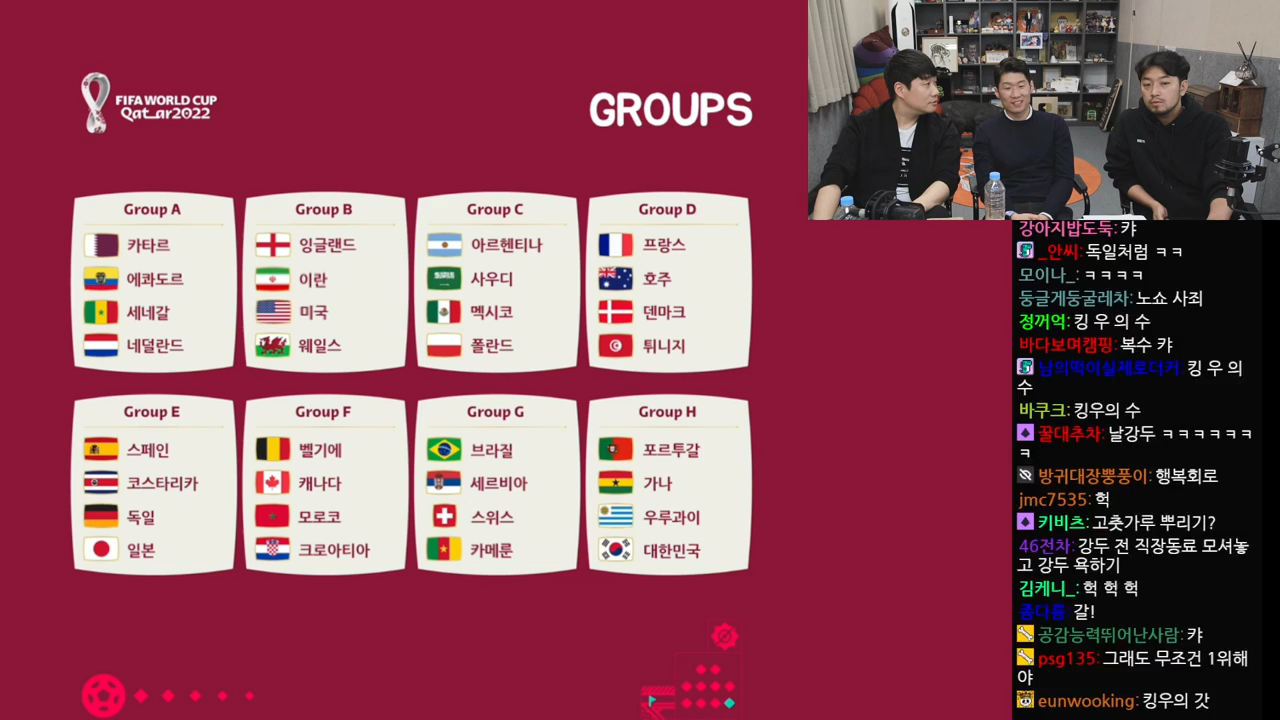 FIFA WORLD CUP
Qatar2022
GROUPS
Group A
카타르
에콰도르
세네갈
네덜란드
Group B
잉글랜드
이란
미국
웨일스
Group C
아르헨티나
사우디
멕시코
폴란드
Group D
프랑스
호주
덴마크
튀니지
Group E
스페인
코스타리카
독일
일본
Group F
벨기에
캐나다
모로코
크로아티아
Group G
브라질
세르비아
스위스
카메룬
Group H
포르투갈
가나
우루과이
대한민국
강아지밥도둑: 캬
_안씨: 독일처럼 ㅋㅋ
모이나_: ㅋㅋㅋㅋ
둥글게둥굴레차: 노쇼 사죄
정꺼억: 킹 우 의 수
바다보며캠핑: 복수 캬
남의떡이실제로더커: 킹 우 의
수
바쿠크: 킹우의 수
꿀대추차: 날강두 ㅋㅋㅋㅋㅋㅋ
ㅋ
방귀대장뿡풍이: 행복회로
jmc7535: 헉
키비츠: 고춧가루 뿌리기?
46전차: 강두 전 직장동료 모셔놓
고 강두 욕하기
김케니_: 헉 헉 헉
좀다름: 갈!
공감능력뛰어난사람: 캬
psg135: 그래도 무조건 1위해
야
eunwooking: 킹우의 갓